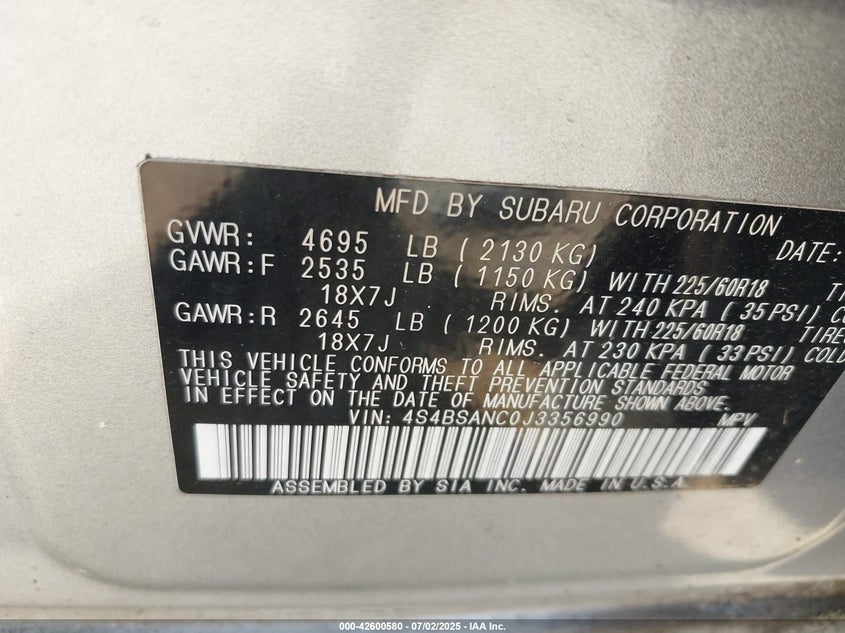 MFD BY SUBARU CORPORATION
GVWR: 4695 LB ( 2130 KG) DATE:
GAWR:F 2535 LB ( 1150 KG) WITH 225/60R18
18X7J RIMS. AT 240 KPA ( 35 PSI)
GAWR:R 2645 LB ( 1200 KG) WITH 225/60R18
18X7J RIMS. AT 230 KPA ( 33 PSI) COLD
THIS VEHICLE CONFORMS TO ALL APPLICABLE FEDERAL MOTOR
VEHICLE SAFETY AND THEFT PREVENTION STANDARDS
IN EFFECT ON THE DATE OF MANUFACTURE SHOWN ABOVE.
VIN: 4S4BSANC0J3356990 MPV
ASSEMBLED BY SIA INC. MADE IN U.S.A
000-42600580 - 07/02/2025 - IAA Inc.